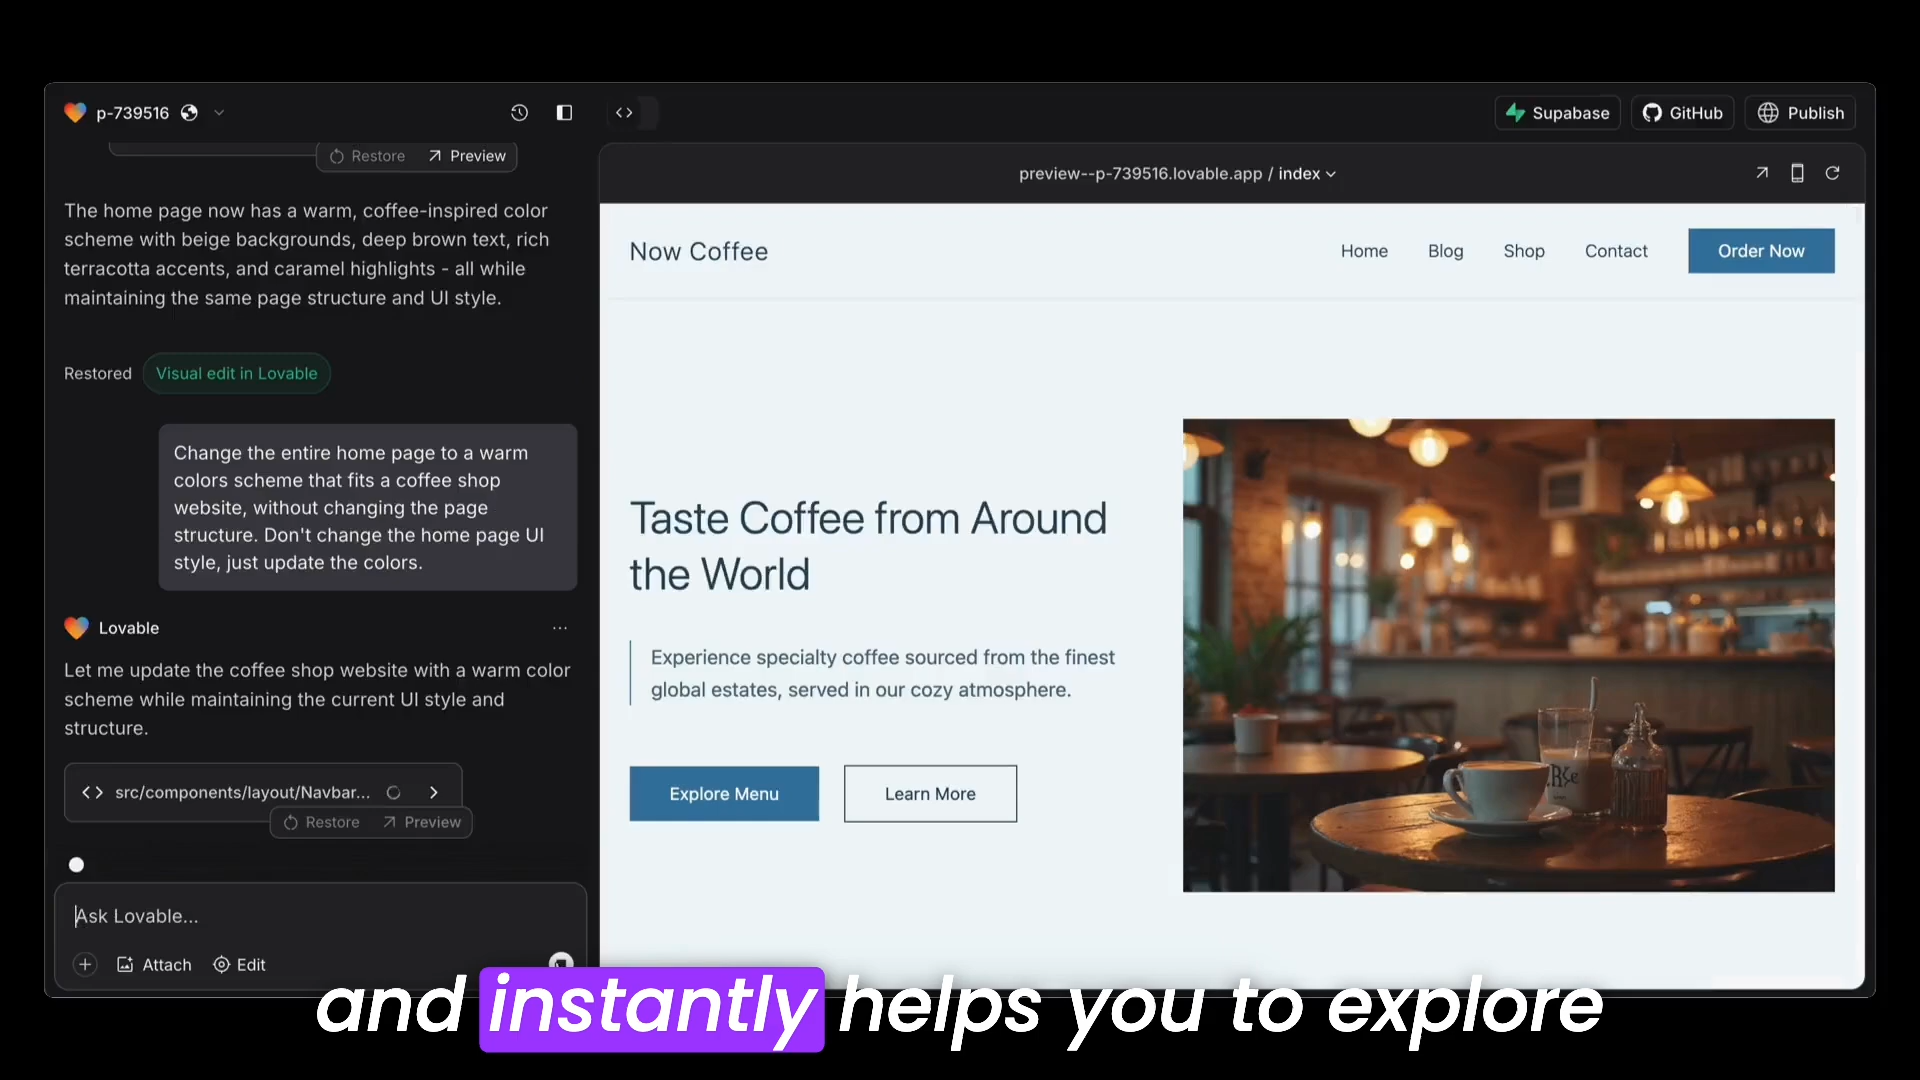 p-739516
Supabase
GitHub
Publish
Restore
Preview
preview--p-739516.lovable.app / index
The home page now has a warm, coffee-inspired color
scheme with beige backgrounds, deep brown text, rich
terracotta accents, and caramel highlights - all while
maintaining the same page structure and UI style.
Restored
Visual edit in Lovable
Change the entire home page to a warm
colors scheme that fits a coffee shop
website, without changing the page
structure. Don't change the home page UI
style, just update the colors.
Lovable
Let me update the coffee shop website with a warm color
scheme while maintaining the current UI style and
structure.
src/components/layout/Navbar...
Restore
Preview
Ask Lovable...
Attach
Edit
Now Coffee
Home
Blog
Shop
Contact
Order Now
Taste Coffee from Around
the World
Experience specialty coffee sourced from the finest
global estates, served in our cozy atmosphere.
Explore Menu
Learn More
and instantly helps you to explore